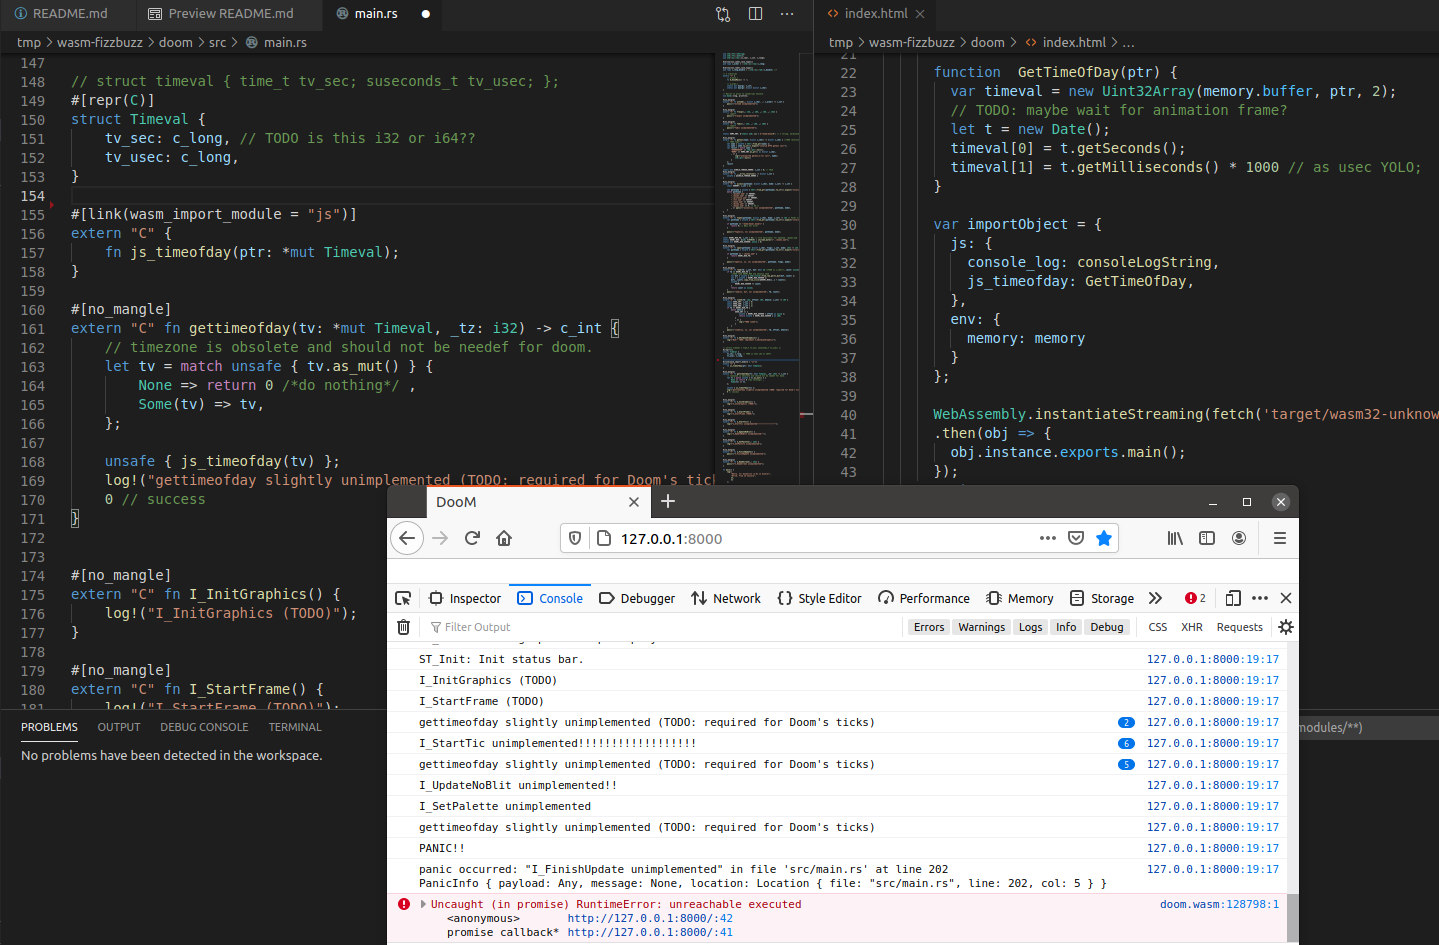 README.md
Preview README.md
main.rs
tmp > wasm-fizzbuzz > doom > src > main.rs
147
148 // struct timeval { time_t tv_sec; suseconds_t tv_usec; };
149 #[repr(C)]
150 struct Timeval {
151 tv_sec: c_long, // TODO is this i32 or i64??
152 tv_usec: c_long,
153 }
154
155 #[link(wasm_import_module = "js")]
156 extern "C" {
157 fn js_timeofday(ptr: *mut Timeval);
158 }
159
160 #[no_mangle]
161 extern "C" fn gettimeofday(tv: *mut Timeval, _tz: i32) -> c_int {
162 // timezone is obsolete and should not be needef for doom.
163 let tv = match unsafe { tv.as_mut() } {
164 None => return 0 /*do nothing*/ ,
165 Some(tv) => tv,
166 };
167
168 unsafe { js_timeofday(tv) };
169 log!("gettimeofday slightly unimplemented (TODO: required for Doom's tick
170 0 // success
171 }
172
173
174 #[no_mangle]
175 extern "C" fn I_InitGraphics() {
176 log!("I_InitGraphics (TODO)");
177 }
178
179 #[no_mangle]
180 extern "C" fn I_StartFrame() {
181 log!("I_StartFrame (TODO)");
PROBLEMS OUTPUT DEBUG CONSOLE TERMINAL
No problems have been detected in the workspace.
index.html
tmp > wasm-fizzbuzz > doom > index.html > ...
21
22 function  GetTimeOfDay(ptr) {
23 var timeval = new Uint32Array(memory.buffer, ptr, 2);
24 // TODO: maybe wait for animation frame?
25 let t = new Date();
26 timeval[0] = t.getSeconds();
27 timeval[1] = t.getMilliseconds() * 1000 // as usec YOLO;
28 }
29
30 var importObject = {
31 js: {
32 console_log: consoleLogString,
33 js_timeofday: GetTimeOfDay,
34 },
35 env: {
36 memory: memory
37 }
38 };
39
40 WebAssembly.instantiateStreaming(fetch('target/wasm32-unknow
41 .then(obj => {
42 obj.instance.exports.main();
43 });
modules/**)
DooM
127.0.0.1:8000
Inspector Console Debugger Network Style Editor Performance Memory Storage 2
Filter Output Errors Warnings Logs Info Debug CSS XHR Requests
ST_Init: Init status bar. 127.0.0.1:8000:19:17
I_InitGraphics (TODO) 127.0.0.1:8000:19:17
I_StartFrame (TODO) 127.0.0.1:8000:19:17
gettimeofday slightly unimplemented (TODO: required for Doom's ticks) 2 127.0.0.1:8000:19:17
I_StartTic unimplemented!!!!!!!!!!!!!!!!!! 6 127.0.0.1:8000:19:17
gettimeofday slightly unimplemented (TODO: required for Doom's ticks) 5 127.0.0.1:8000:19:17
I_UpdateNoBlit unimplemented!! 127.0.0.1:8000:19:17
I_SetPalette unimplemented 127.0.0.1:8000:19:17
gettimeofday slightly unimplemented (TODO: required for Doom's ticks) 127.0.0.1:8000:19:17
PANIC!! 127.0.0.1:8000:19:17
panic occurred: "I_FinishUpdate unimplemented" in file 'src/main.rs' at line 202 127.0.0.1:8000:19:17
PanicInfo { payload: Any, message: None, location: Location { file: "src/main.rs", line: 202, col: 5 } }
Uncaught (in promise) RuntimeError: unreachable executed doom.wasm:128798:1
<anonymous> http://127.0.0.1:8000/:42
promise callback* http://127.0.0.1:8000/:41